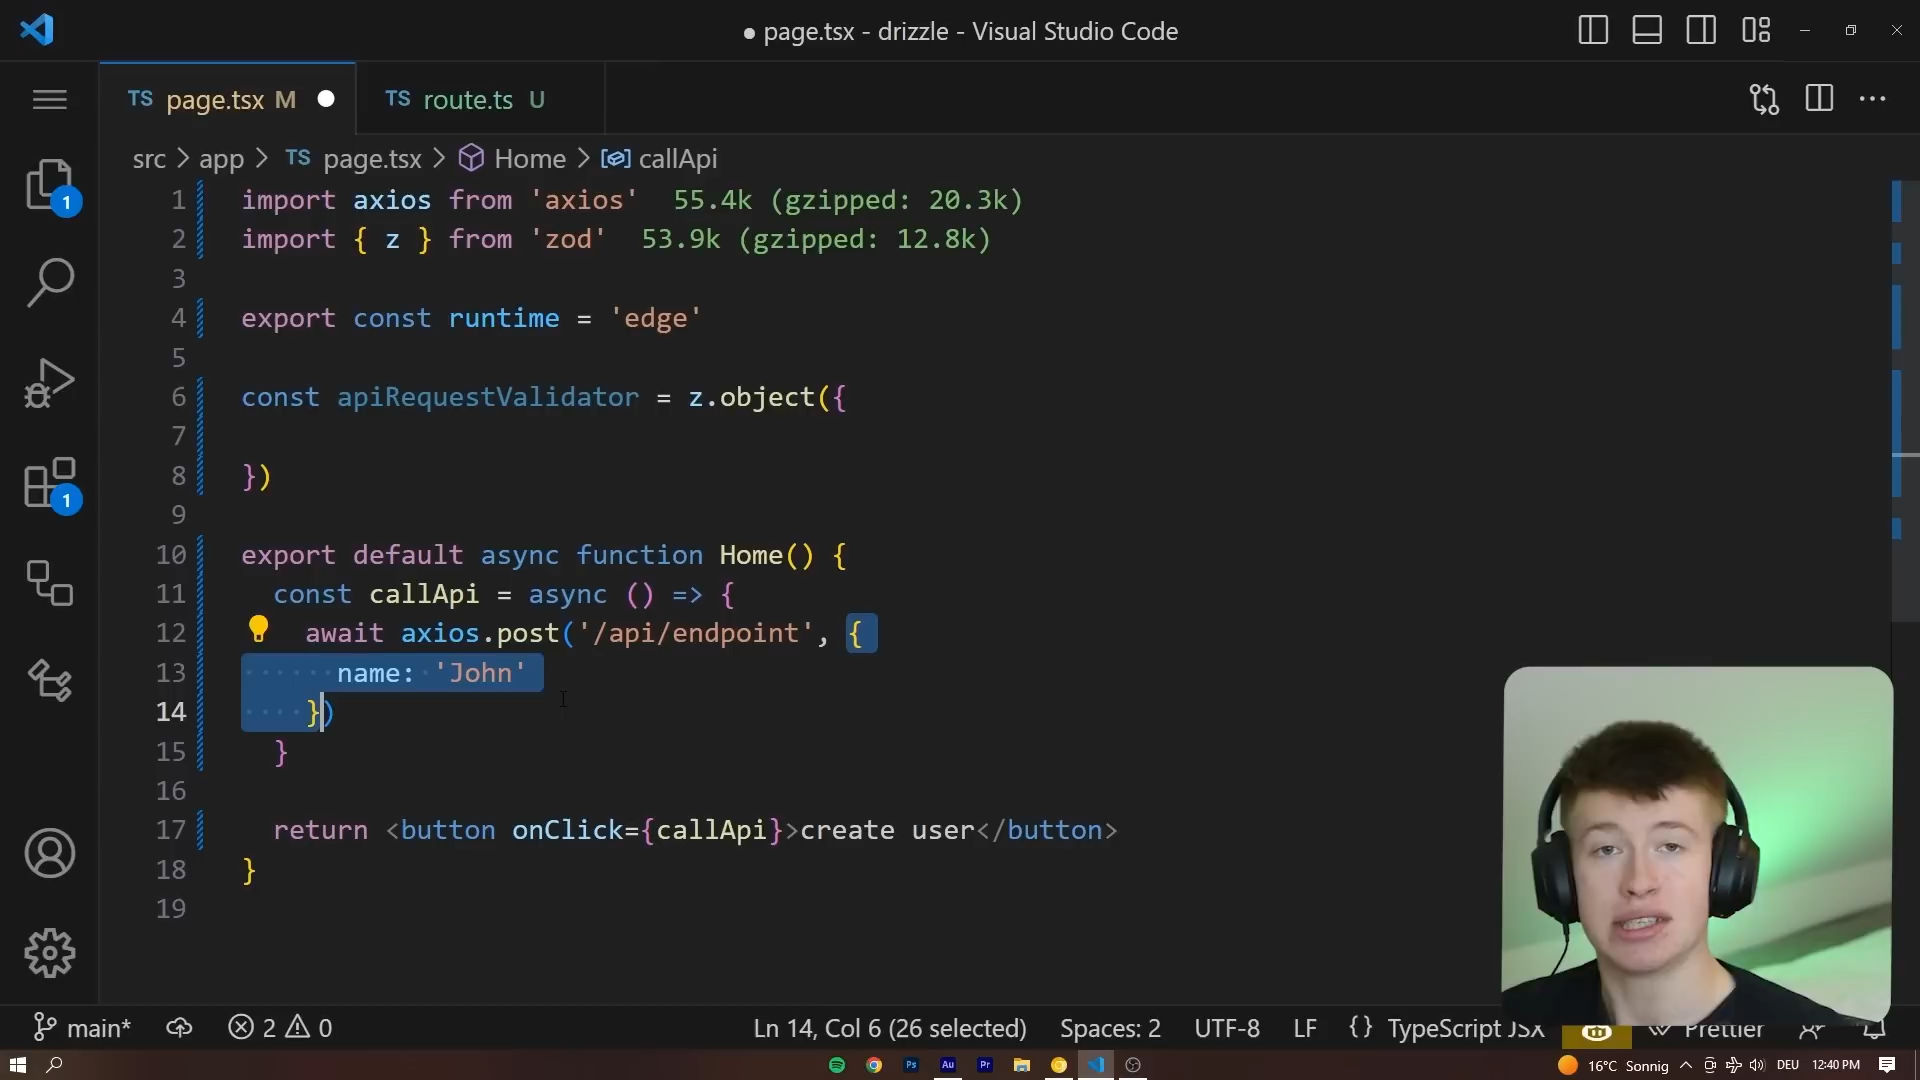 ● page.tsx - drizzle - Visual Studio Code
TS page.tsx M
TS route.ts U
src > app > TS page.tsx > Home > callApi
1 import axios from 'axios' 55.4k (gzipped: 20.3k)
2 import { z } from 'zod' 53.9k (gzipped: 12.8k)
3
4 export const runtime = 'edge'
5
6 const apiRequestValidator = z.object({
7
8 })
9
10 export default async function Home() {
11 const callApi = async () => {
12 await axios.post('/api/endpoint', {
13 name: 'John'
14 })
15 }
16
17 return <button onClick={callApi}>create user</button>
18 }
19
1
1
main* 2 0 Ln 14, Col 6 (26 selected) Spaces: 2 UTF-8 LF {} TypeScript JSX Prettier
Ps Au Pr 16°C Sonnig DEU 12:40 PM